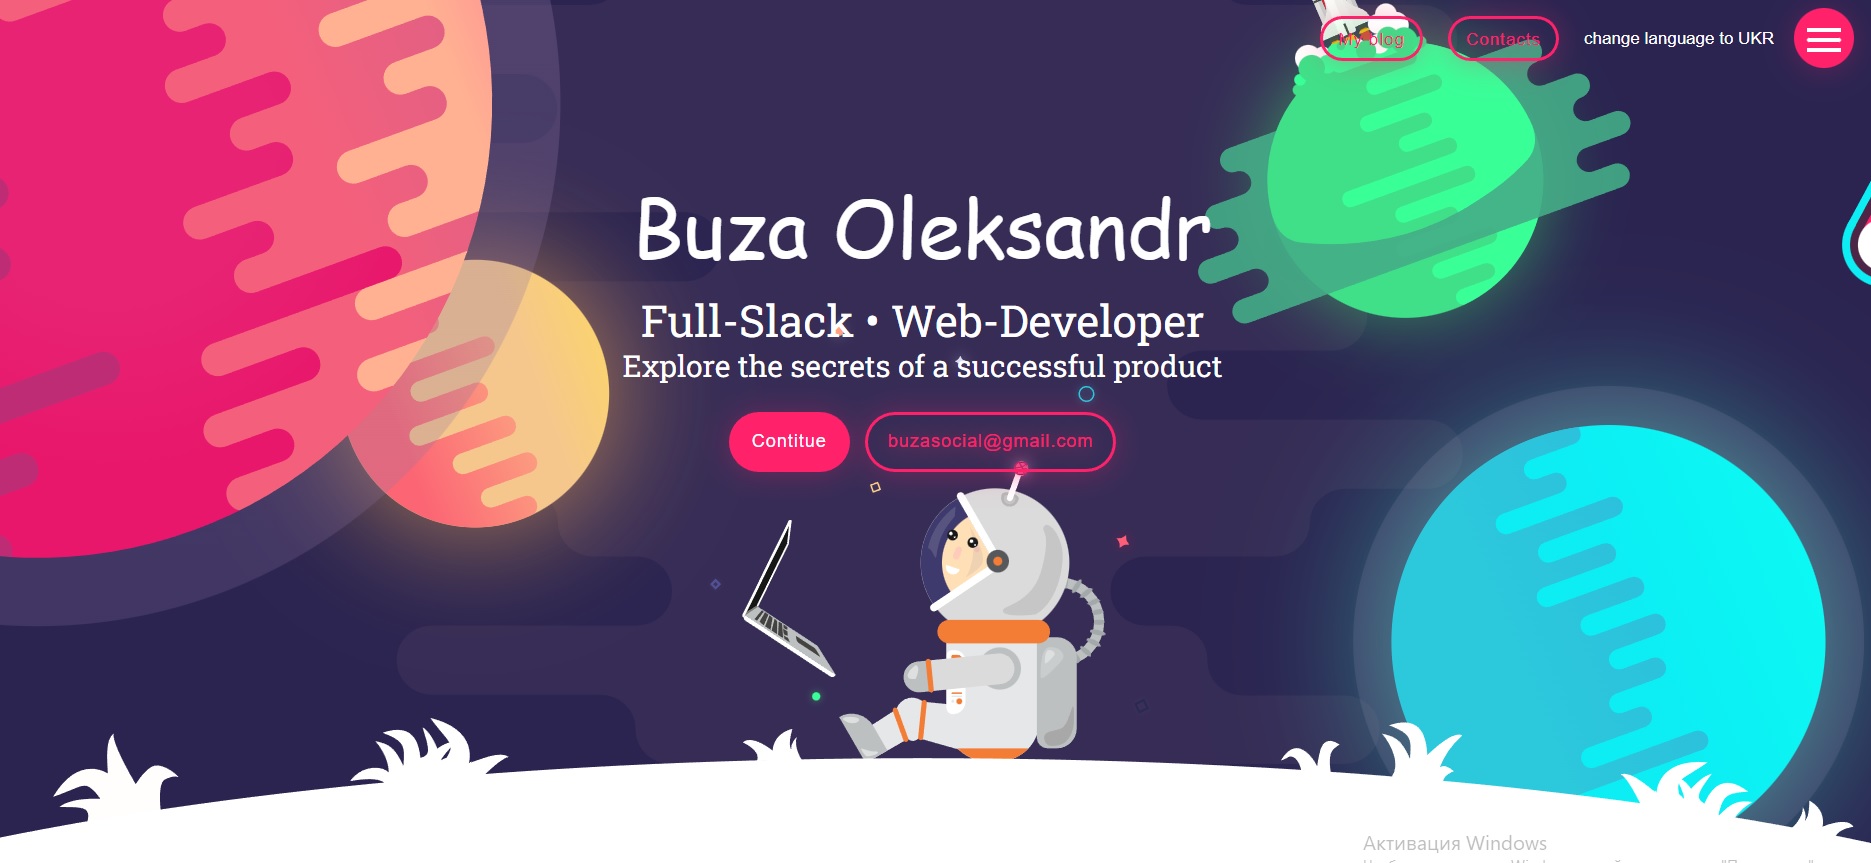 My blog
Contacts
change language to UKR
Buza Oleksandr
Full-Slack • Web-Developer
Explore the secrets of a successful product
Contitue
buzasocial@gmail.com
Активация Windows